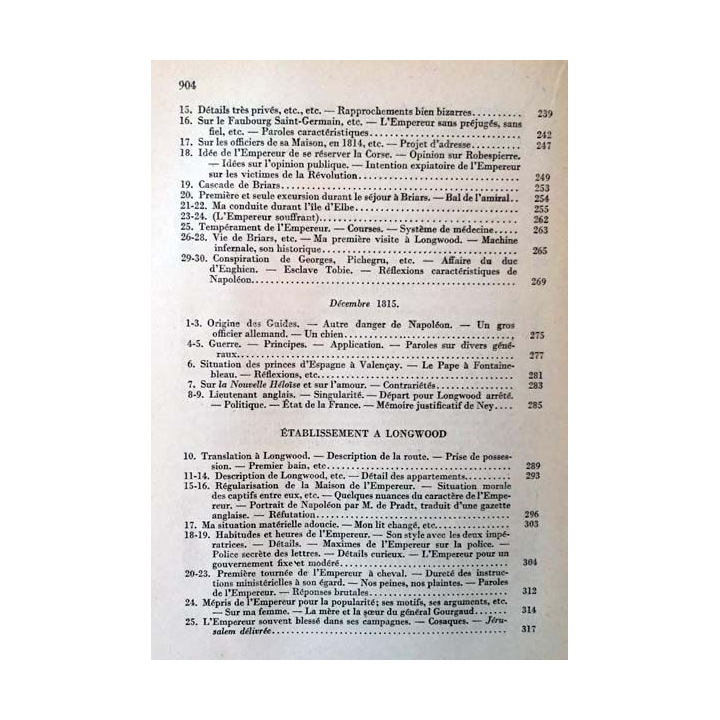 904
15. Détails très privés, etc., etc. — Rapprochements bien bizarres.......... 239
16. Sur le Faubourg Saint-Germain, etc. — L'Empereur sans préjugés, sans
fiel, etc. — Paroles caractéristiques.............................. 242
17. Sur les officiers de sa Maison, en 1814, etc. — Projet d'adresse........ 247
18. Idée de l'Empereur de se réserver la Corse. — Opinion sur Robespierre.
— Idées sur l'opinion publique. — Intention expiatoire de l'Empereur
sur les victimes de la Révolution.............................. 249
19. Cascade de Briars.............................. 253
20. Première et seule excursion durant le séjour à Briars. — Bal de l'amiral.. 254
21-22. Ma conduite durant l'île d'Elbe.............................. 255
23-24. (L'Empereur souffrant).............................. 262
25. Tempérament de l'Empereur. — Courses. — Système de médecine..... 263
26-28. Vie de Briars, etc. — Ma première visite à Longwood. — Machine
infernale, son historique.............................. 265
29-30. Conspiration de Georges, Pichegru, etc. — Affaire du duc
d'Enghien. — Esclave Tobie. — Réflexions caractéristiques de
Napoléon.............................. 269
Décembre 1815.
1-3. Origine des Guides. — Autre danger de Napoléon. — Un gros
officier allemand. — Un chien.............................. 275
4-5. Guerre. — Principes. — Application. — Paroles sur divers géné-
raux.............................. 277
6. Situation des princes d'Espagne à Valençay. — Le Pape à Fontaine-
bleau. — Réflexions, etc.............................. 281
7. Sur la Nouvelle Héloïse et sur l'amour. — Contrariétés.............. 283
8-9. Lieutenant anglais. — Singularité. — Départ pour Longwood arrêté.
— Politique. — État de la France. — Mémoire justificatif de Ney.... 285
ÉTABLISSEMENT A LONGWOOD
10. Translation à Longwood. — Description de la route. — Prise de posses-
sion. — Premier bain, etc.............................. 289
11-14. Description de Longwood, etc. — Détail des appartements......... 293
15-16. Régularisation de la Maison de l'Empereur. — Situation morale
des captifs entre eux, etc. — Quelques nuances du caractère de l'Empe-
reur. — Portrait de Napoléon par M. de Pradt, traduit d'une gazette
anglaise. — Réfutation.............................. 296
17. Ma situation matérielle adoucie. — Mon lit changé, etc.............. 303
18-19. Habitudes et heures de l'Empereur. — Son style avec les deux impé-
ratrices. — Détails. — Maximes de l'Empereur sur la police. —
Police secrète des lettres. — Détails curieux. — L'Empereur pour un
gouvernement fixe et modéré.............................. 304
20-23. Première tournée de l'Empereur à cheval. — Dureté des instruc-
tions ministérielles à son égard. — Nos peines, nos plaintes. — Paroles
de l'Empereur. — Réponses brutales.............................. 312
24. Mépris de l'Empereur pour la popularité; ses motifs, ses arguments, etc.
— Sur ma femme. — La mère et la sœur du général Gourgaud....... 314
25. L'Empereur souvent blessé dans ses campagnes. — Cosaques. — Jéru-
salem délivrée.............................. 317